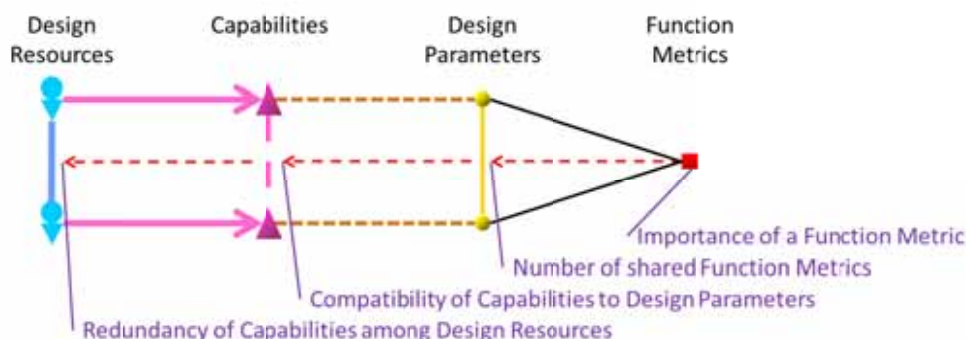 Design
Resources
Capabilities
Design
Parameters
Function
Metrics
Importance of a Function Metric
Number of shared Function Metrics
Compatibility of Capabilities to Design Parameters
Redundancy of Capabilities among Design Resources